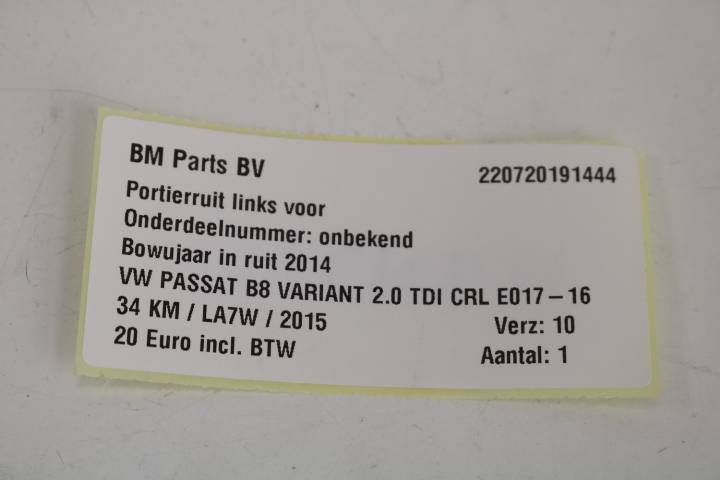 BM Parts BV 220720191444
Portierruit links voor
Onderdeelnummer: onbekend
Bowujaar in ruit 2014
VW PASSAT B8 VARIANT 2.0 TDI CRL E017-16
34 KM / LA7W / 2015 Verz: 10
20 Euro incl. BTW Aantal: 1